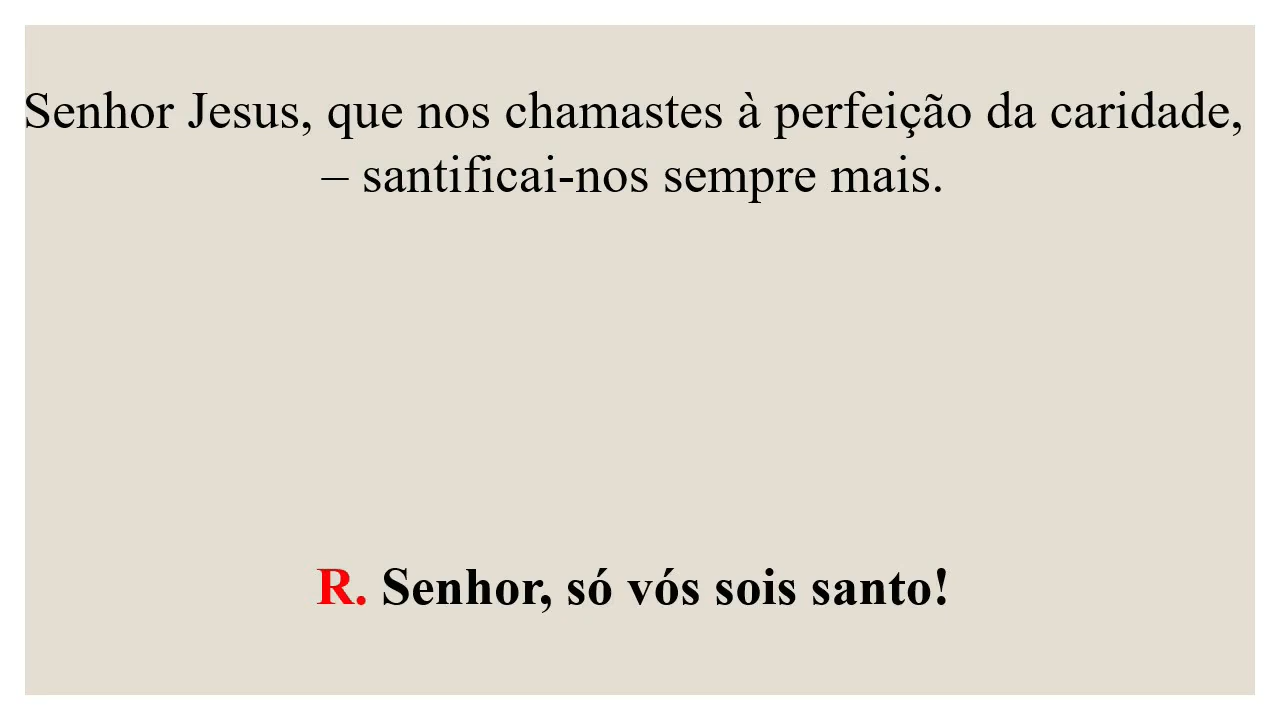 Senhor Jesus, que nos chamastes à perfeição da caridade,
– santificai-nos sempre mais.
R. Senhor, só vós sois santo!